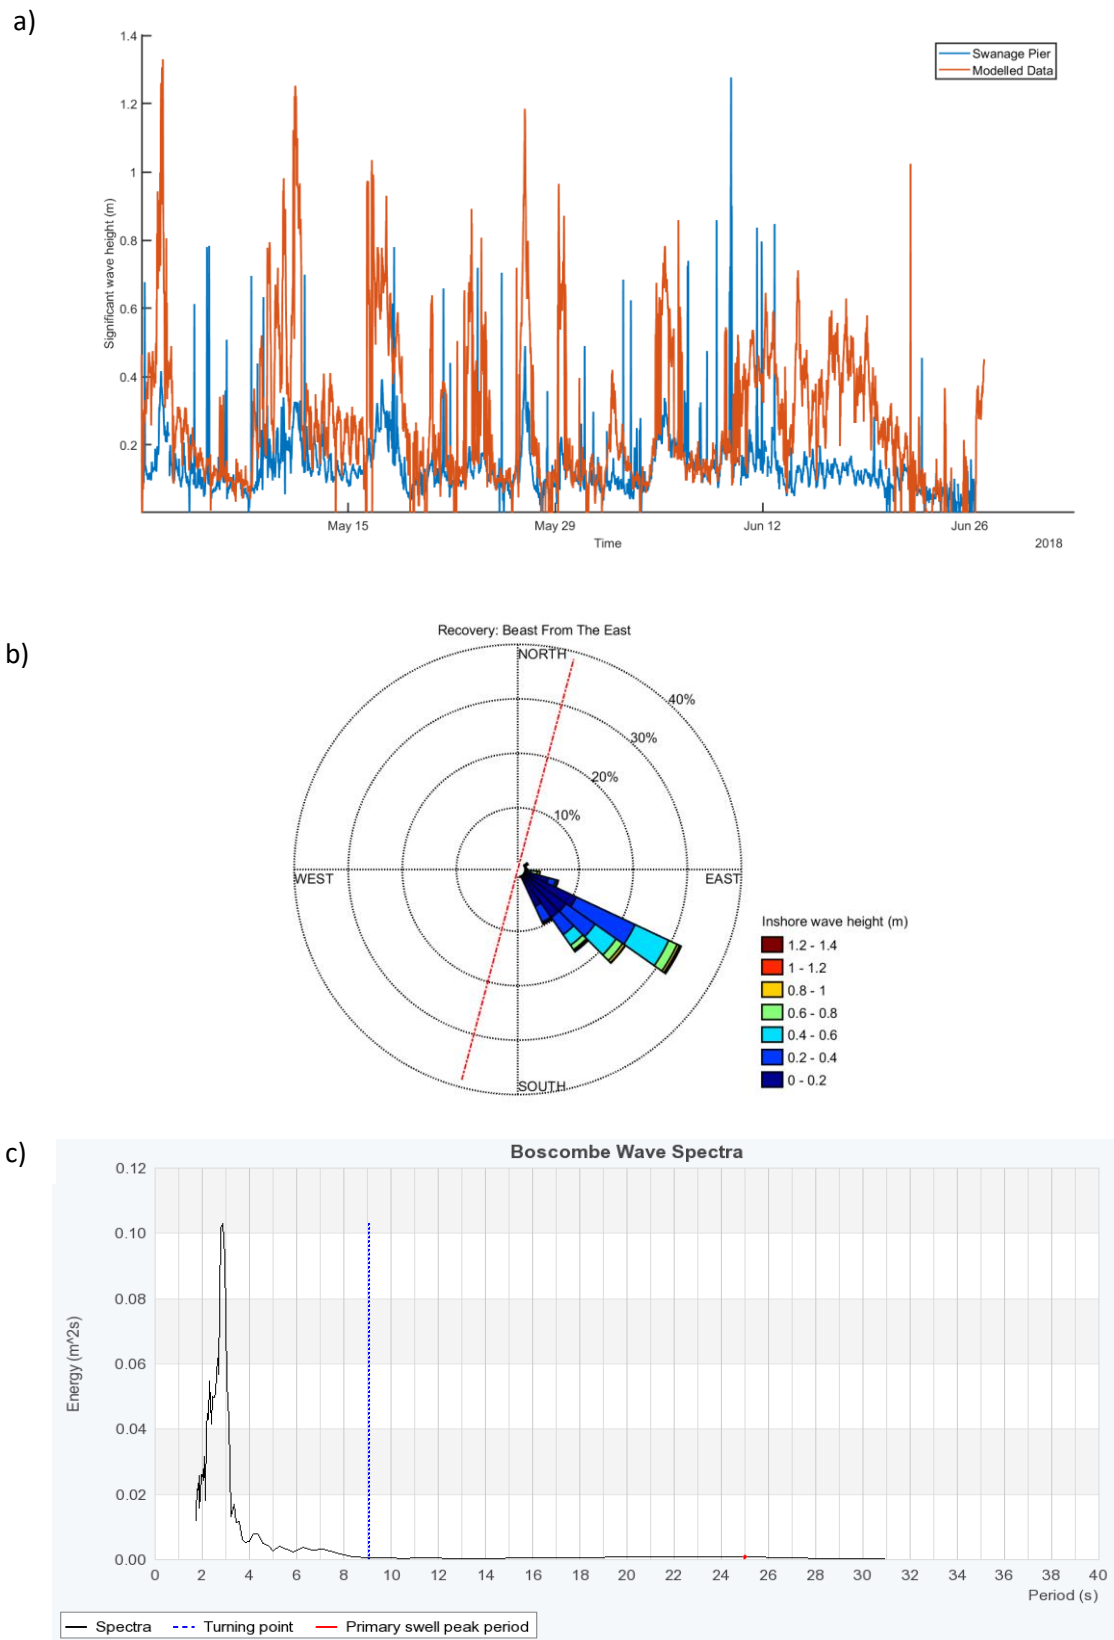 a)
1.4
1.2
1
0.8
0.6
0.4
0.2
Significant wave height (m)
Swanage Pier
Modelled Data
May 15
May 29
Jun 12
Jun 26
Time
2018
b)
Recovery: Beast From The East
NORTH
40%
30%
20%
10%
WEST
EAST
SOUTH
Inshore wave height (m)
1.2 - 1.4
1 - 1.2
0.8 - 1
0.6 - 0.8
0.4 - 0.6
0.2 - 0.4
0 - 0.2
c)
Boscombe Wave Spectra
0.12
0.10
0.08
0.06
0.04
0.02
0.00
Energy (m^2s)
0 2 4 6 8 10 12 14 16 18 20 22 24 26 28 30 32 34 36 38 40
Period (s)
Spectra Turning point Primary swell peak period